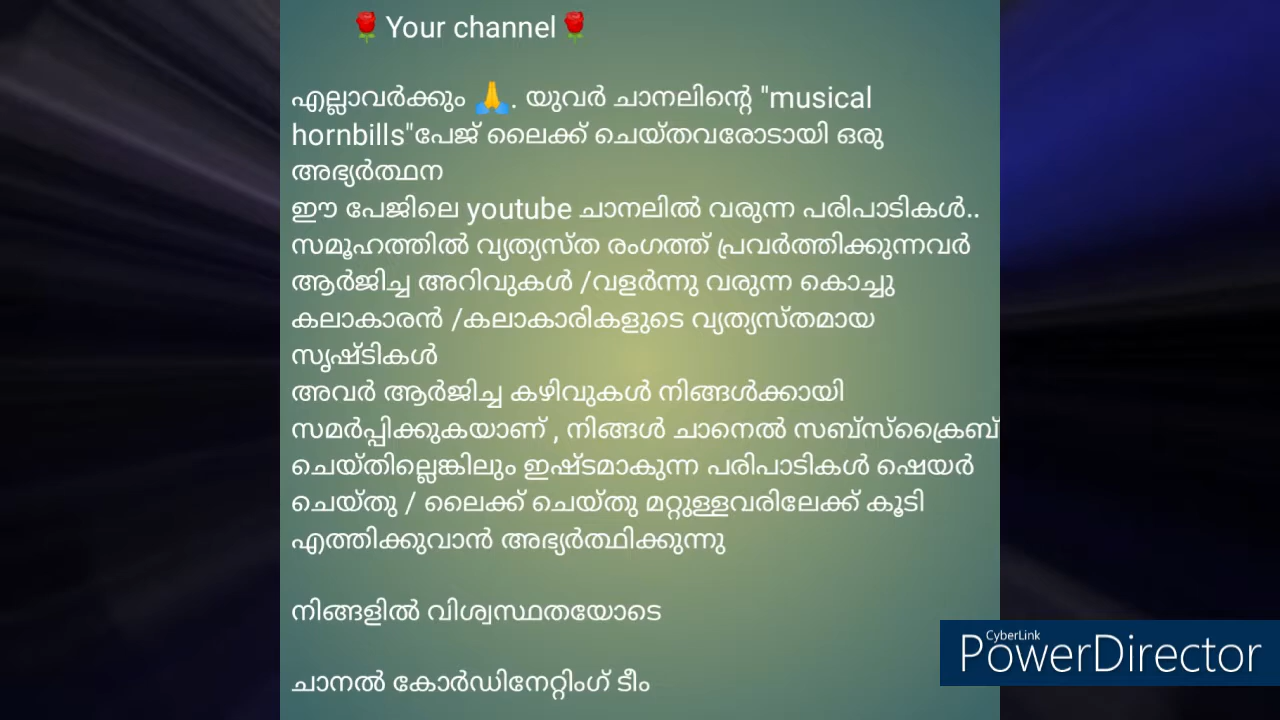 🌹Your channel🌹
എല്ലാവർക്കും 🙏. യുവർ ചാനലിന്റെ "musical
hornbills"പേജ് ലൈക്ക് ചെയ്തവരോടായി ഒരു
അഭ്യർത്ഥന
ഈ പേജിലെ youtube ചാനലിൽ വരുന്ന പരിപാടികൾ..
സമൂഹത്തിൽ വ്യത്യസ്ത രംഗത്ത് പ്രവർത്തിക്കുന്നവർ
ആർജിച്ച അറിവുകൾ /വളർന്നു വരുന്ന കൊച്ചു
കലാകാരൻ /കലാകാരികളുടെ വ്യത്യസ്തമായ
സൃഷ്ടികൾ
അവർ ആർജിച്ച കഴിവുകൾ നിങ്ങൾക്കായി
സമർപ്പിക്കുകയാണ് , നിങ്ങൾ ചാനെൽ സബ്സ്ക്രൈബ്
ചെയ്തില്ലെങ്കിലും ഇഷ്ടമാകുന്ന പരിപാടികൾ ഷെയർ
ചെയ്തു / ലൈക്ക് ചെയ്തു മറ്റുള്ളവരിലേക്ക് കൂടി
എത്തിക്കുവാൻ അഭ്യർത്ഥിക്കുന്നു
നിങ്ങളിൽ വിശ്വസ്ഥതയോടെ
ചാനൽ കോർഡിനേറ്റിംഗ് ടീം
CyberLink
PowerDirector